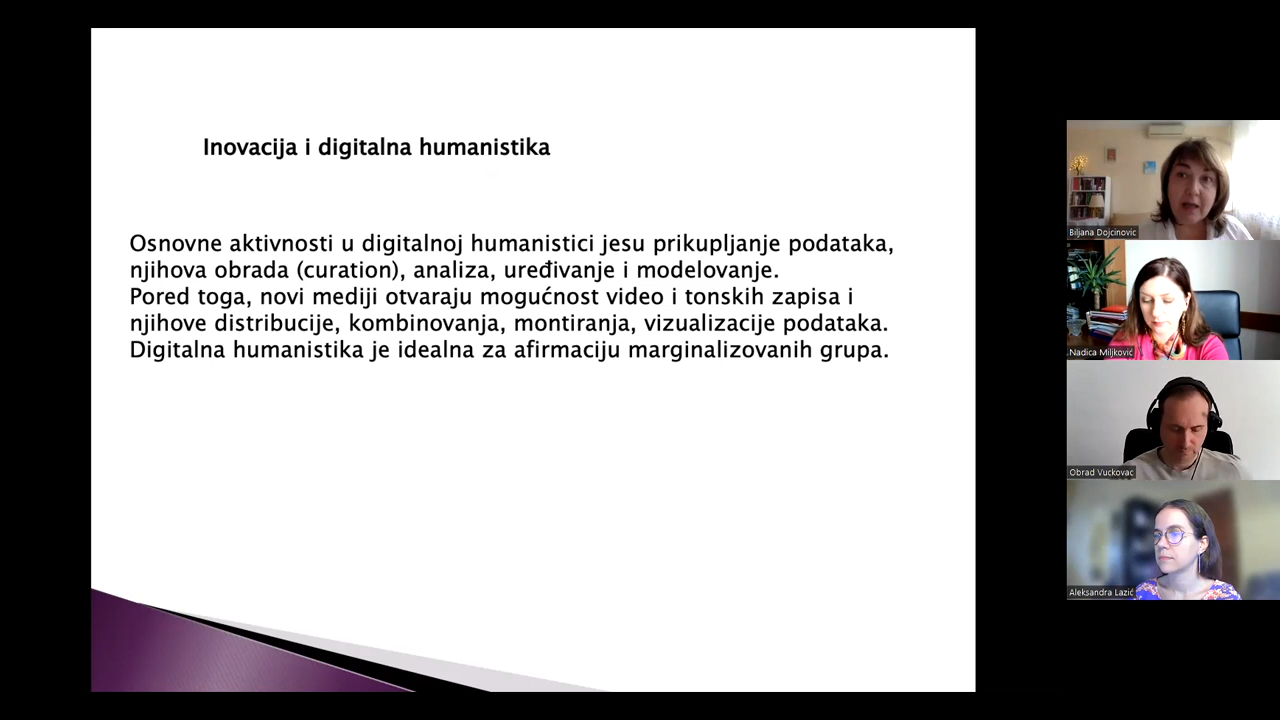 Inovacija i digitalna humanistika
Osnovne aktivnosti u digitalnoj humanistici jesu prikupljanje podataka,
njihova obrada (curation), analiza, uređivanje i modelovanje.
Pored toga, novi mediji otvaraju mogućnost video i tonskih zapisa i
njihove distribucije, kombinovanja, montiranja, vizualizacije podataka.
Digitalna humanistika je idealna za afirmaciju marginalizovanih grupa.
Biljana Dojcinovic
Nadica Miljković
Obrad Vuckovac
Aleksandra Lazić